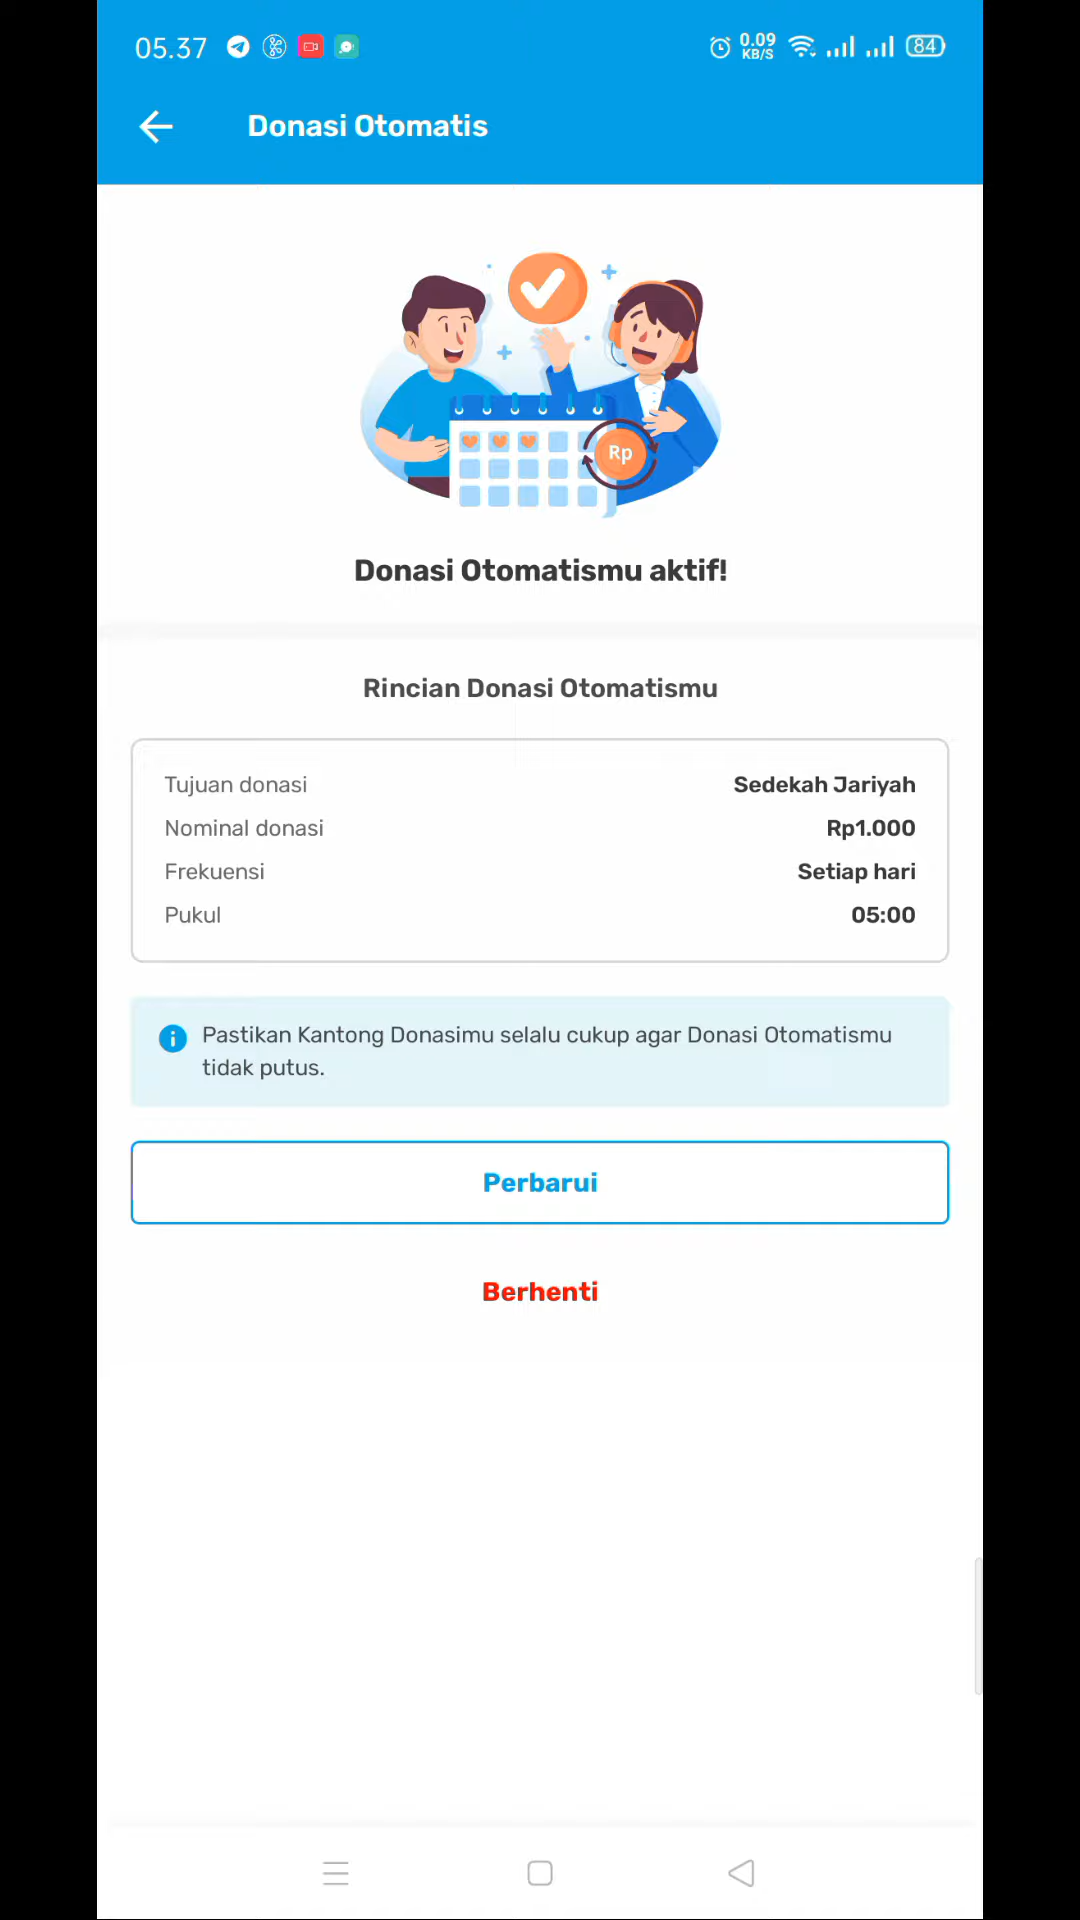 05.37 0.09 KB/S 84
Donasi Otomatis
Rp
Donasi Otomatismu aktif!
Rincian Donasi Otomatismu
Tujuan donasi Sedekah Jariyah
Nominal donasi Rp1.000
Frekuensi Setiap hari
Pukul 05:00
Pastikan Kantong Donasimu selalu cukup agar Donasi Otomatismu
tidak putus.
Perbarui
Berhenti